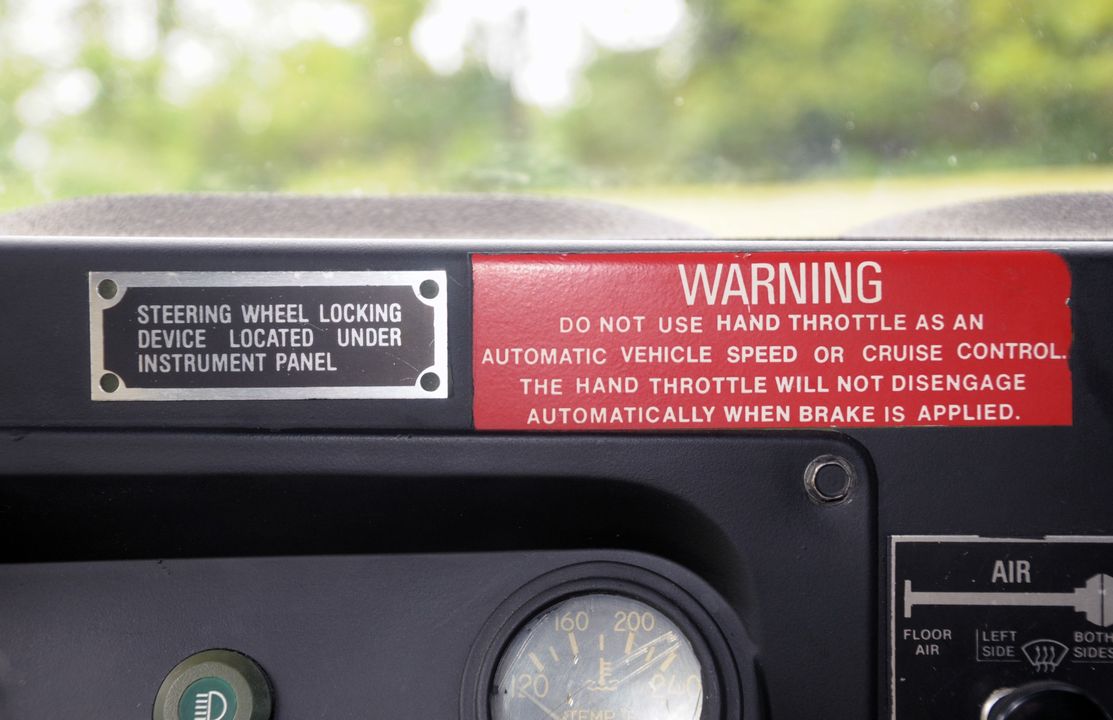 STEERING WHEEL LOCKING
DEVICE LOCATED UNDER
INSTRUMENT PANEL
WARNING
DO NOT USE HAND THROTTLE AS AN
AUTOMATIC VEHICLE SPEED OR CRUISE CONTROL.
THE HAND THROTTLE WILL NOT DISENGAGE
AUTOMATICALLY WHEN BRAKE IS APPLIED.
AIR
FLOOR
AIR
LEFT
SIDE
BOTH
SIDES
160 200
120 240
TEMP